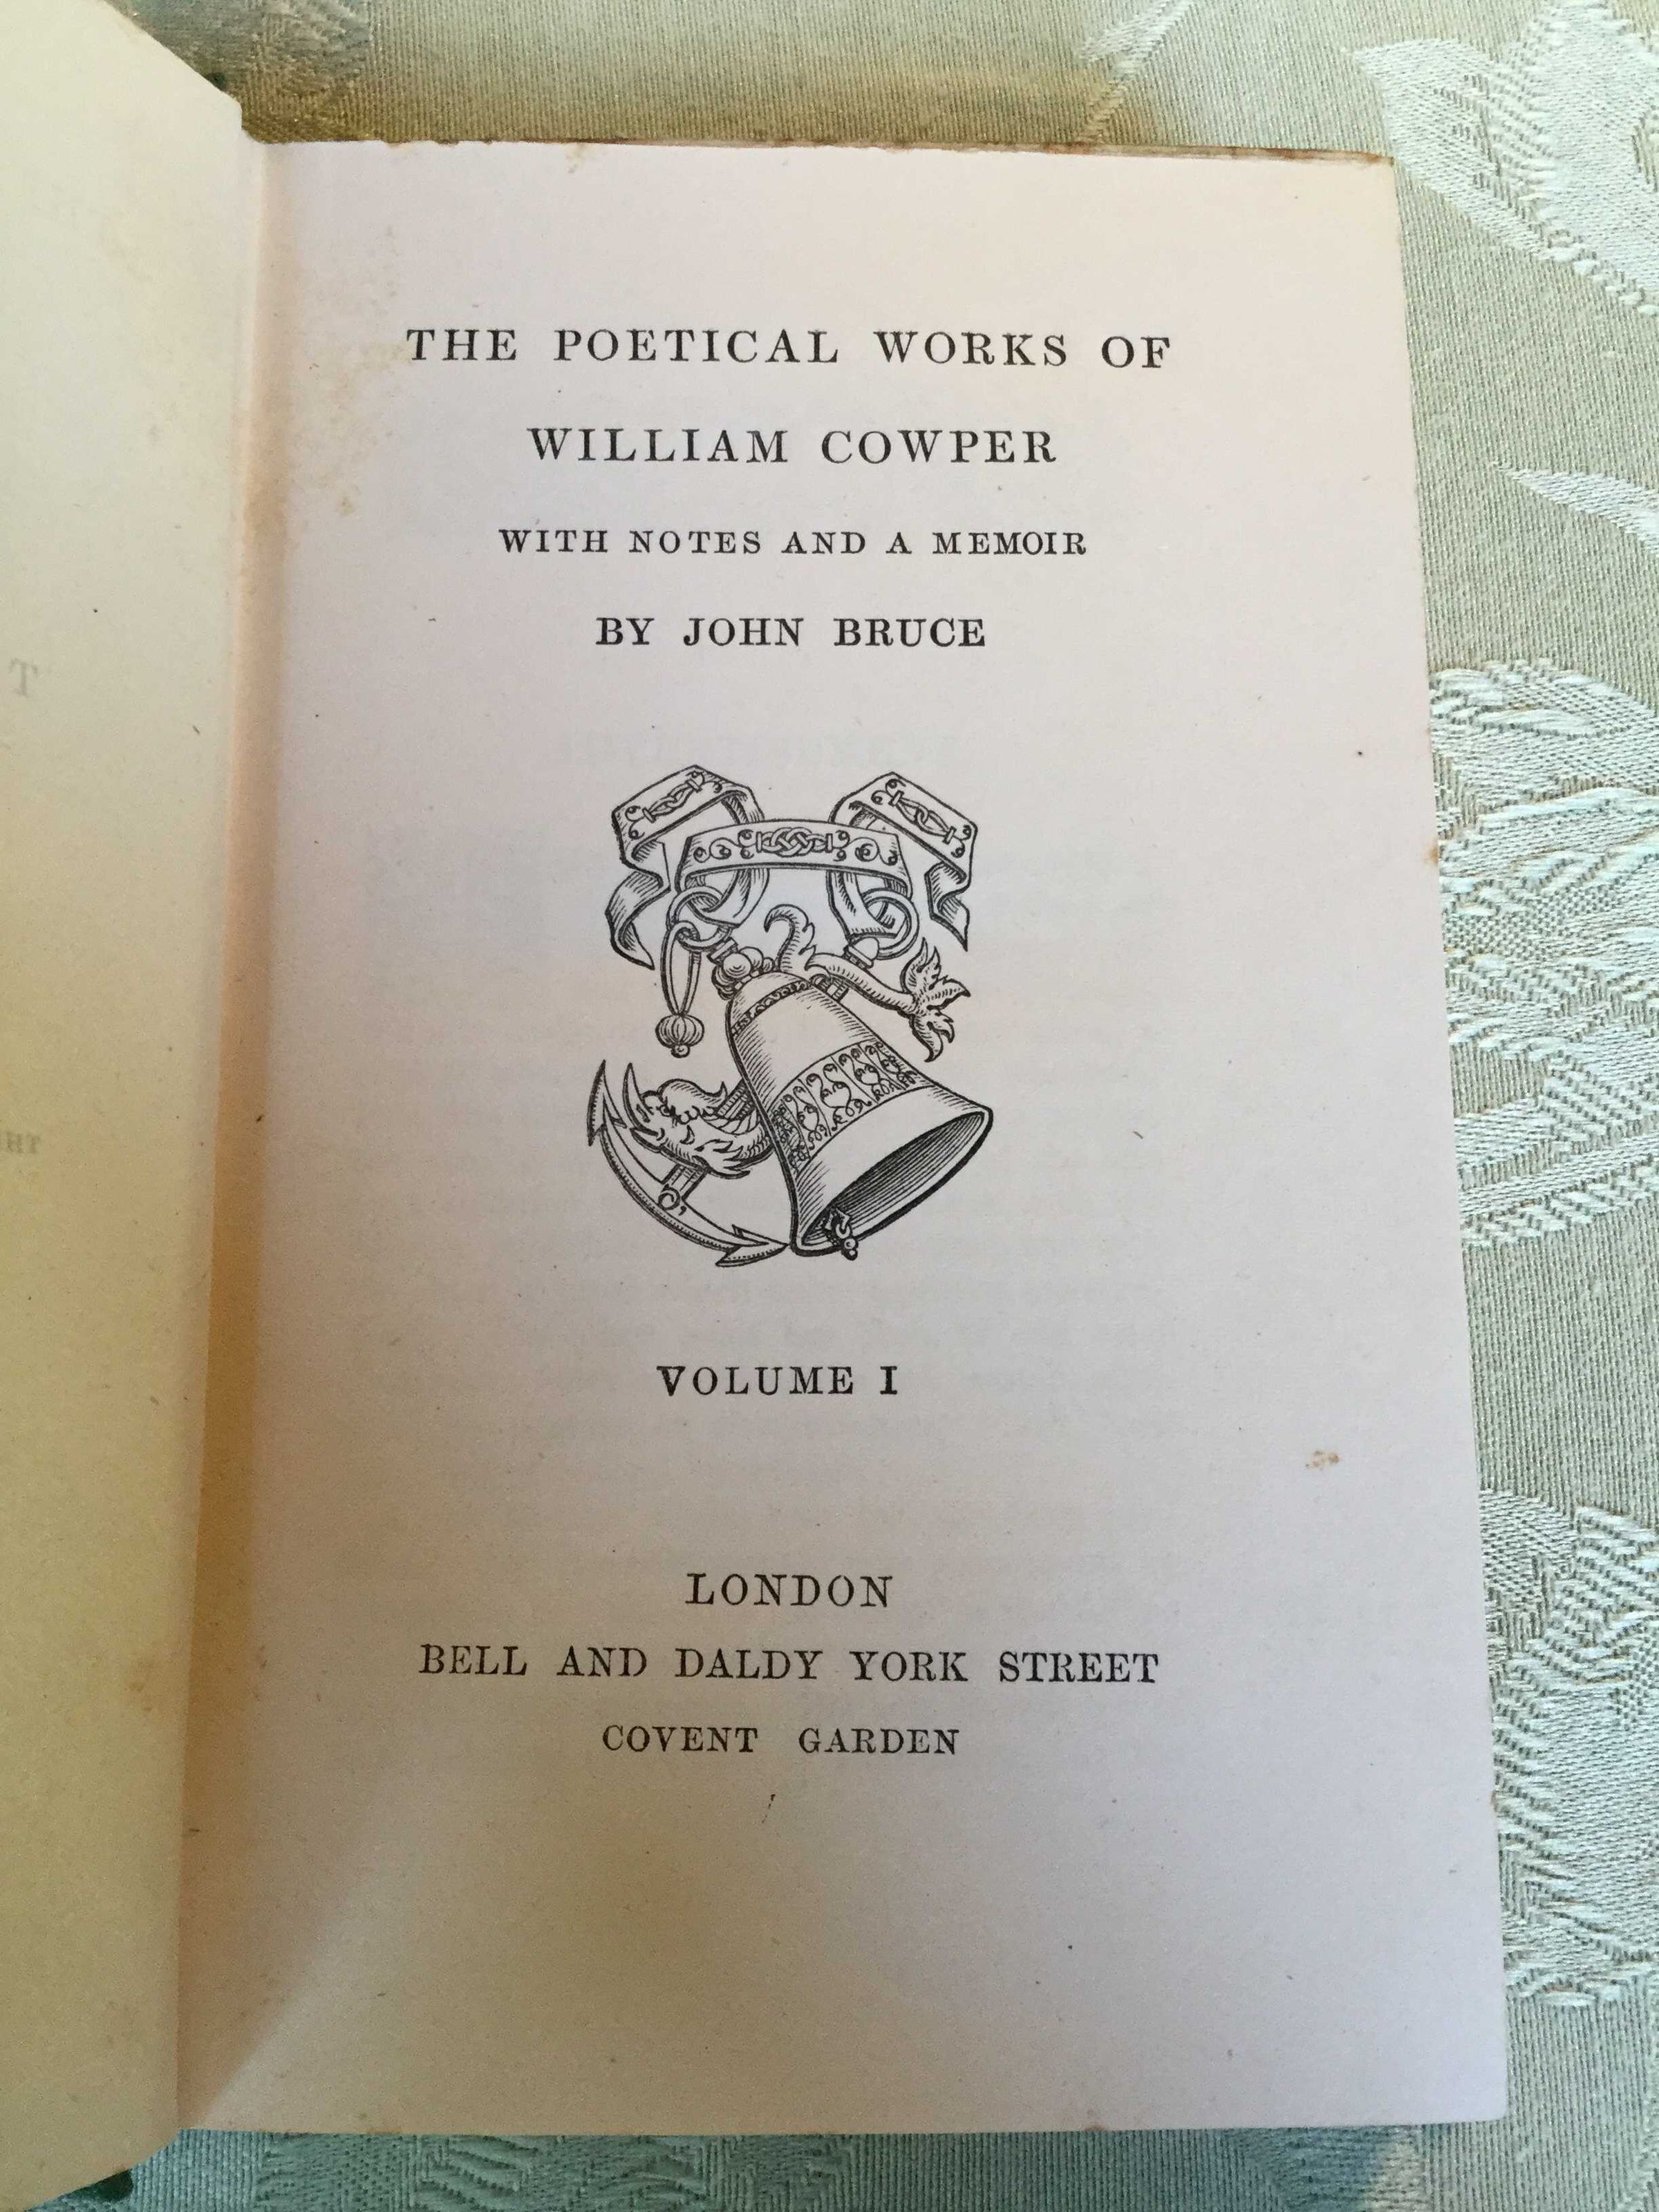 THE POETICAL WORKS OF
WILLIAM COWPER
WITH NOTES AND A MEMOIR
BY JOHN BRUCE
VOLUME I
LONDON
BELL AND DALDY YORK STREET
COVENT GARDEN